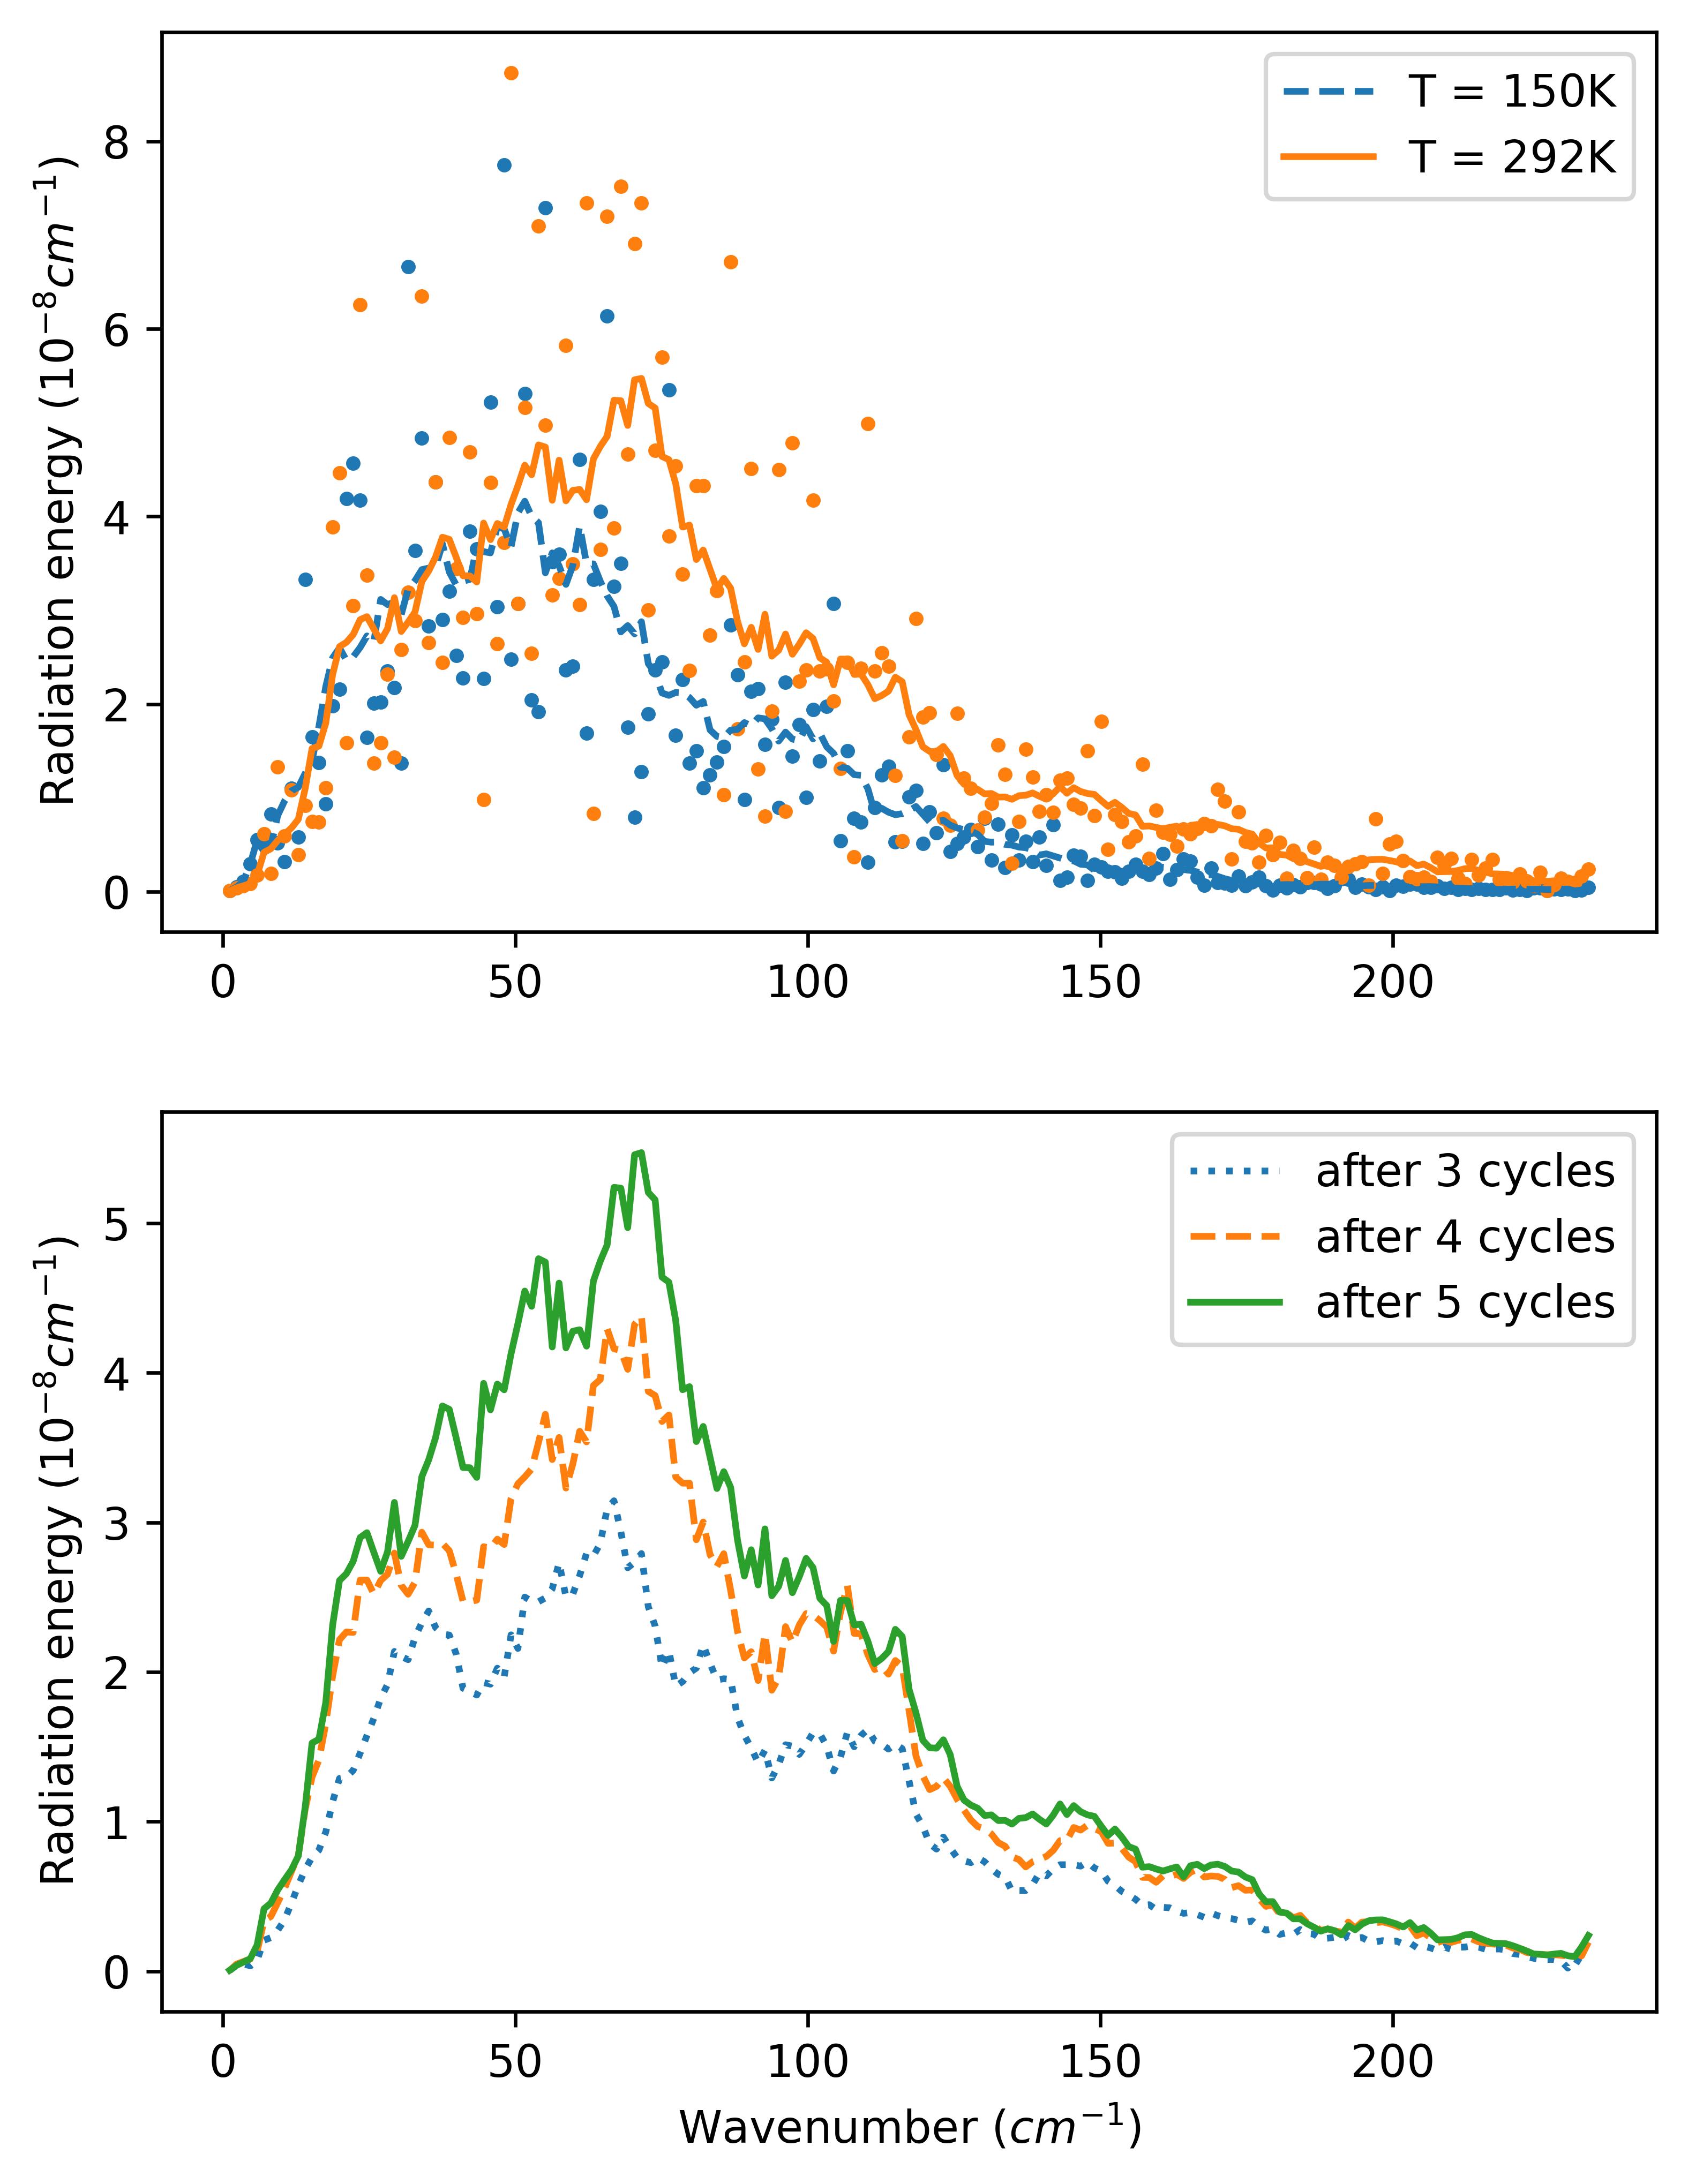 T = 150K
T = 292K
Radiation energy (10⁻⁸cm⁻¹)
8
6
4
2
0
0 50 100 150 200
after 3 cycles
after 4 cycles
after 5 cycles
Radiation energy (10⁻⁸cm⁻¹)
5
4
3
2
1
0
0 50 100 150 200
Wavenumber (cm⁻¹)